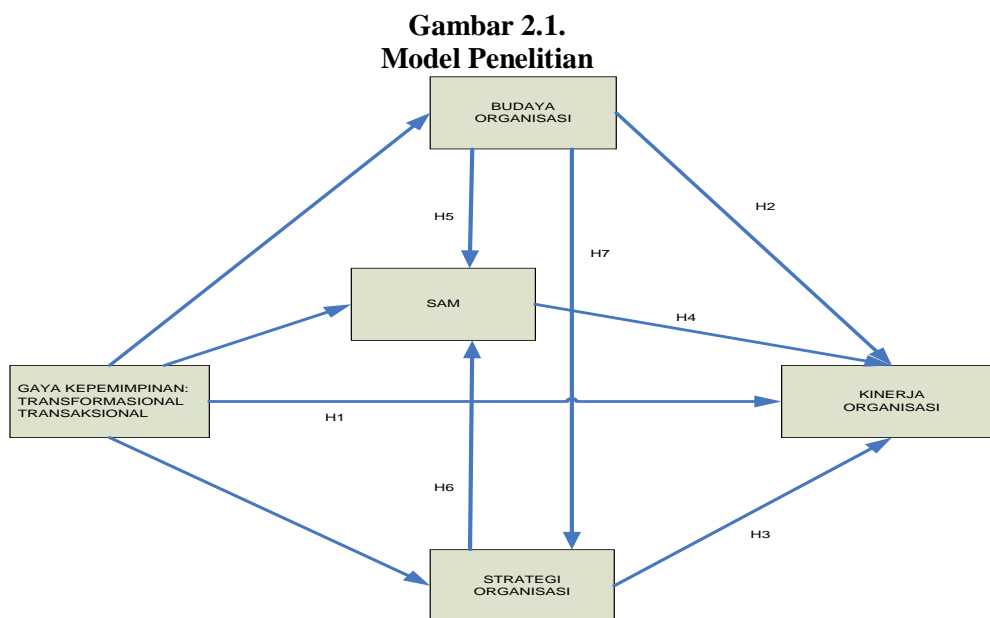 Gambar 2.1.
Model Penelitian
BUDAYA
ORGANISASI
H5
H2
H7
SAM
H4
GAYA KEPEMIMPINAN:
TRANSFORMASIONAL
TRANSAKSIONAL
H1
KINERJA
ORGANISASI
H6
H3
STRATEGI
ORGANISASI